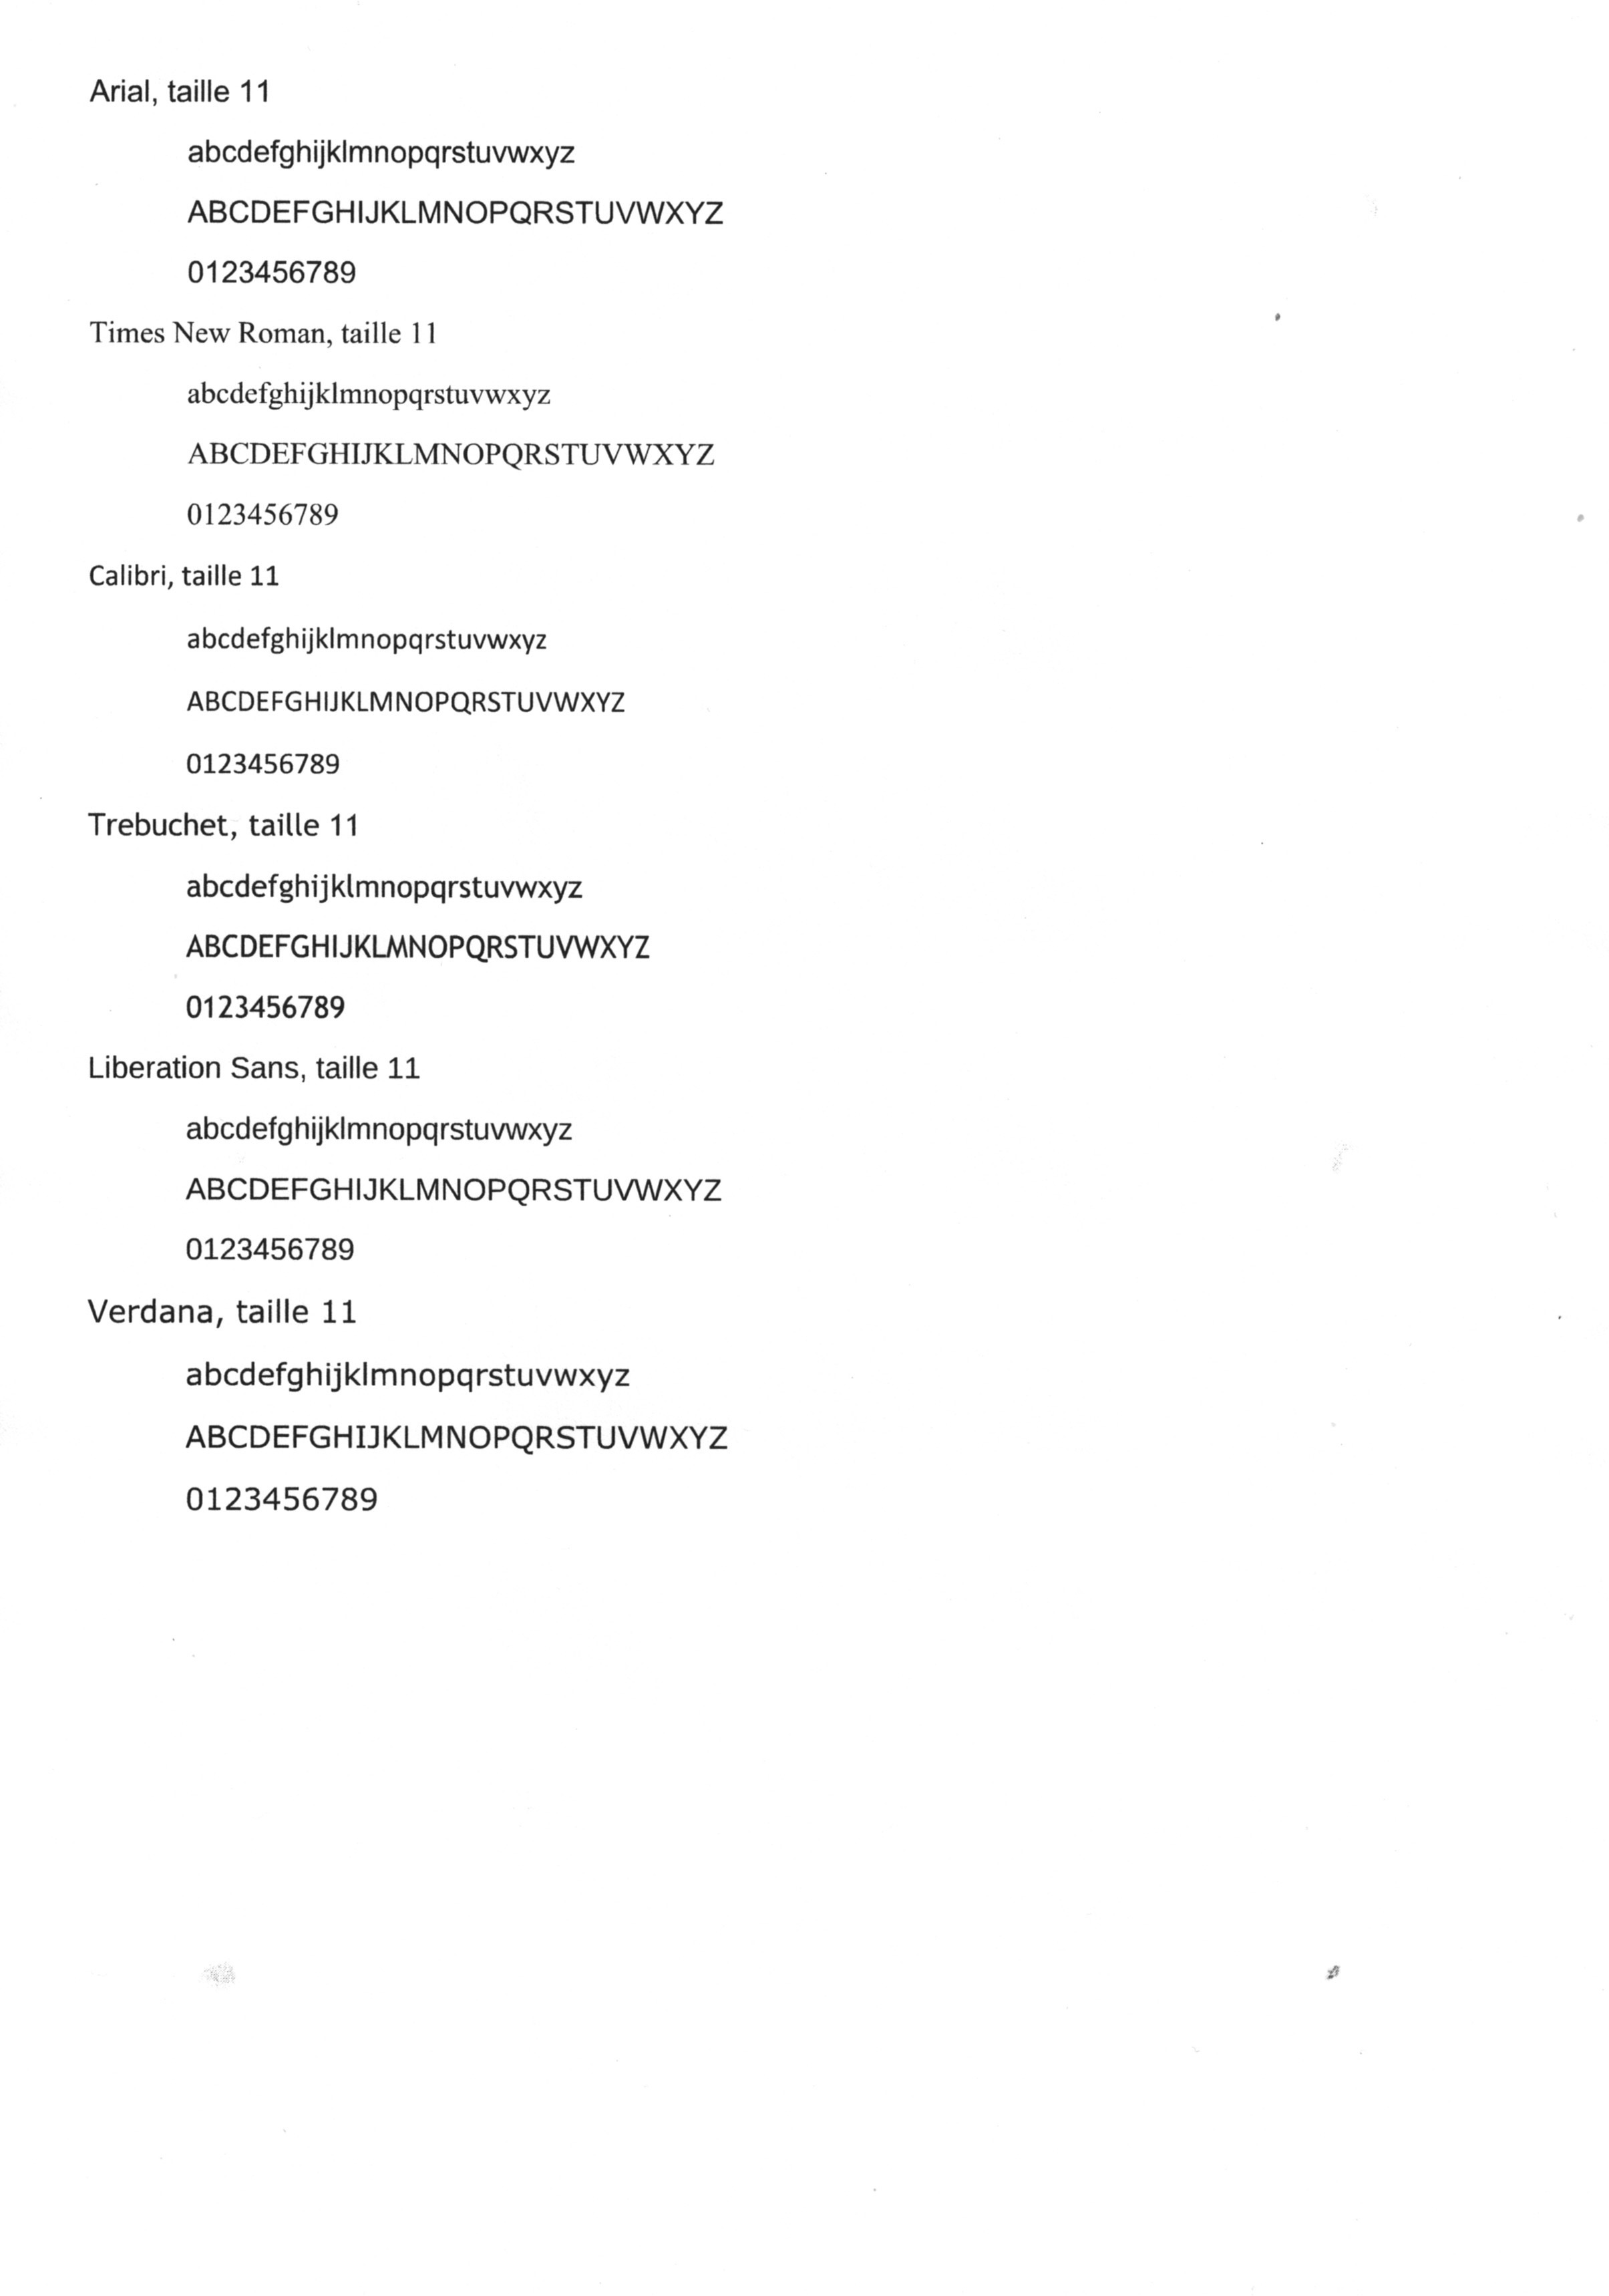 Arial, taille 11
abcdefghijklmnopqrstuvwxyz
ABCDEFGHIJKLMNOPQRSTUVWXYZ
0123456789
Times New Roman, taille 11
abcdefghijklmnopqrstuvwxyz
ABCDEFGHIJKLMNOPQRSTUVWXYZ
0123456789
Calibri, taille 11
abcdefghijklmnopqrstuvwxyz
ABCDEFGHIJKLMNOPQRSTUVWXYZ
0123456789
Trebuchet, taille 11
abcdefghijklmnopqrstuvwxyz
ABCDEFGHIJKLMNOPQRSTUVWXYZ
0123456789
Liberation Sans, taille 11
abcdefghijklmnopqrstuvwxyz
ABCDEFGHIJKLMNOPQRSTUVWXYZ
0123456789
Verdana, taille 11
abcdefghijklmnopqrstuvwxyz
ABCDEFGHIJKLMNOPQRSTUVWXYZ
0123456789